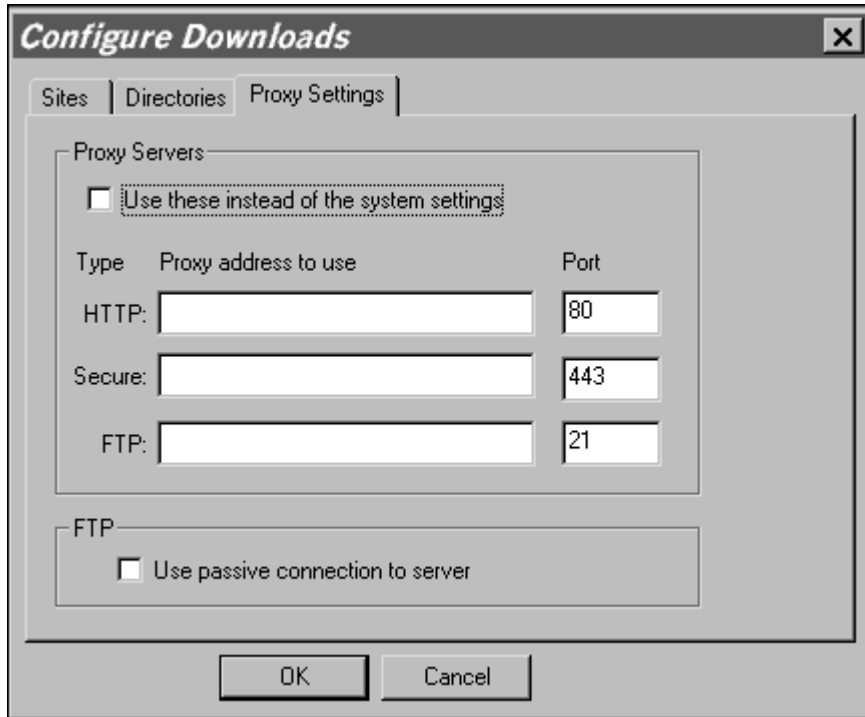 Configure Downloads
Sites Directories Proxy Settings
Proxy Servers
Use these instead of the system settings
Type Proxy address to use Port
HTTP: 80
Secure: 443
FTP: 21
FTP
Use passive connection to server
OK Cancel